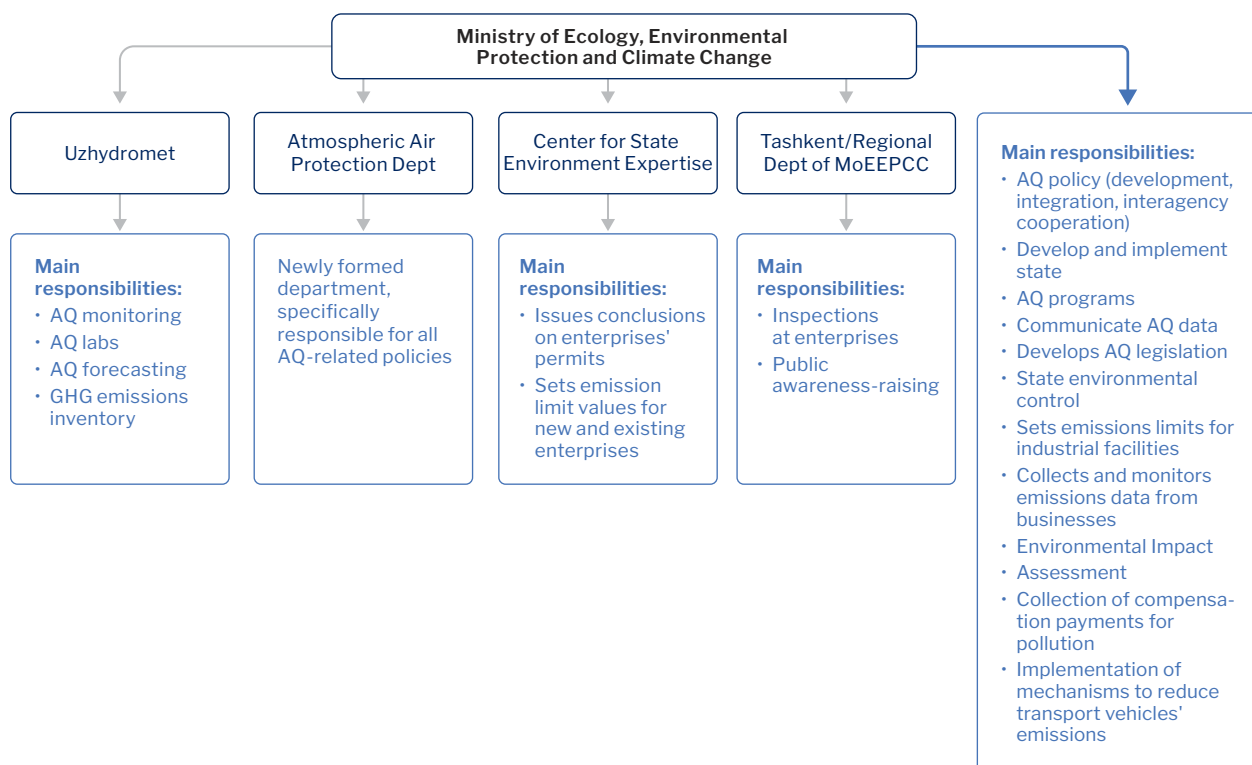 Ministry of Ecology, Environmental
Protection and Climate Change
Uzhydromet
Atmospheric Air
Protection Dept
Center for State
Environment Expertise
Tashkent/Regional
Dept of MoEEPCC
Main
responsibilities:
• AQ monitoring
• AQ labs
• AQ forecasting
• GHG emissions
inventory
Newly formed
department,
specifically
responsible for all
AQ-related policies
Main
responsibilities:
• Issues conclusions
on enterprises'
permits
• Sets emission
limit values for
new and existing
enterprises
Main
responsibilities:
• Inspections
at enterprises
• Public
awareness-raising
Main responsibilities:
• AQ policy (development,
integration, interagency
cooperation)
• Develop and implement
state
• AQ programs
• Communicate AQ data
• Develops AQ legislation
• State environmental
control
• Sets emissions limits for
industrial facilities
• Collects and monitors
emissions data from
businesses
• Environmental Impact
• Assessment
• Collection of compensa-
tion payments for
pollution
• Implementation of
mechanisms to reduce
transport vehicles'
emissions